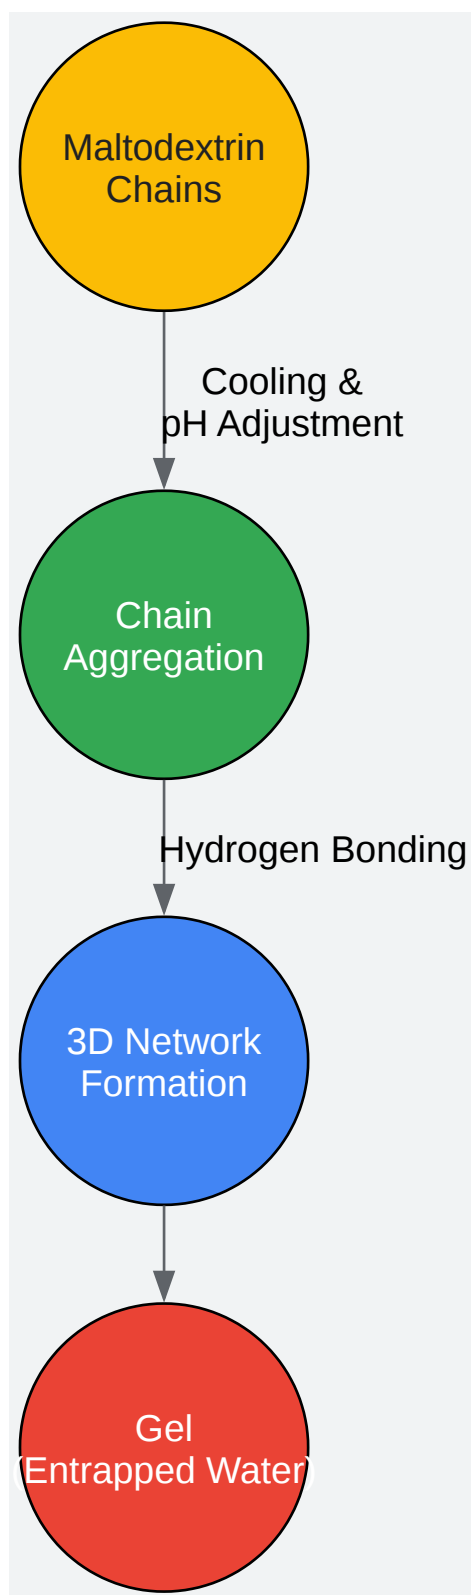 Maltodextrin
Chains
Cooling &
pH Adjustment
Chain
Aggregation
Hydrogen Bonding
3D Network
Formation
Gel
(Entrapped Water)